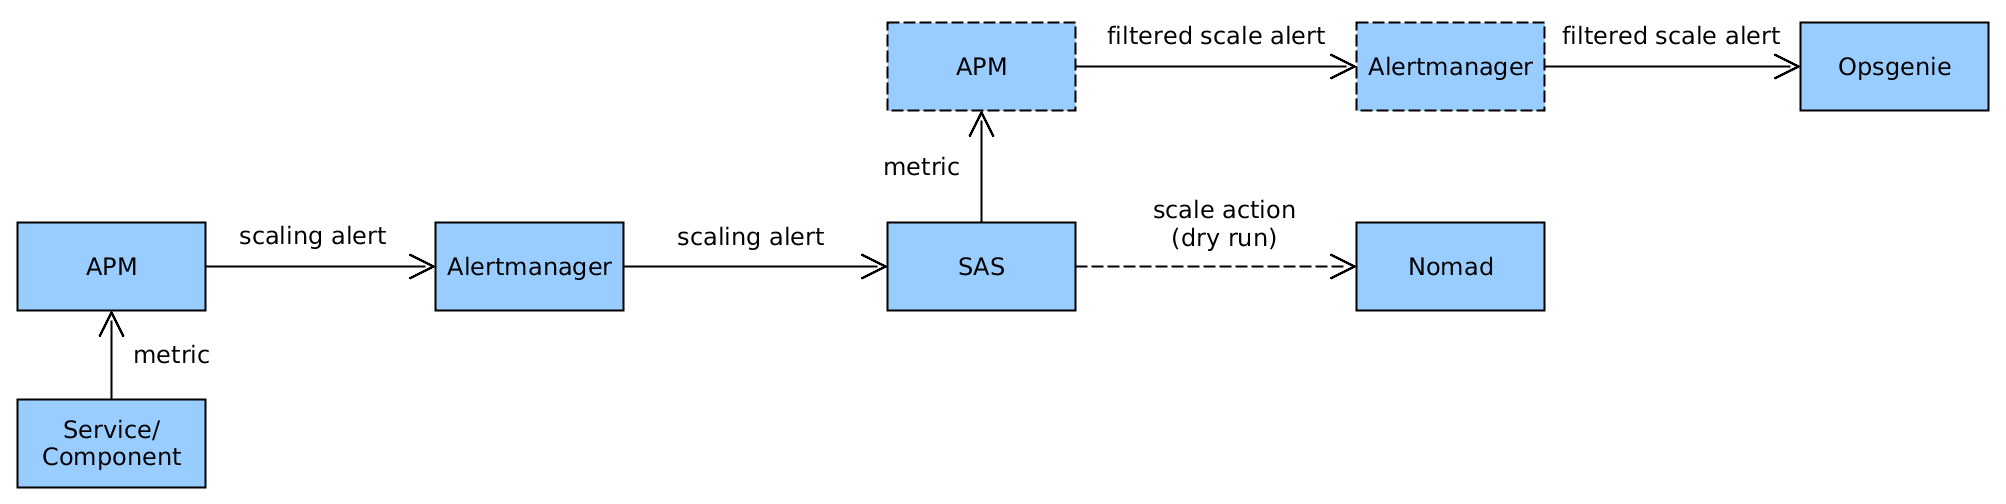 filtered scale alert
filtered scale alert
APM
Alertmanager
Opsgenie
metric
scale action
(dry run)
scaling alert
scaling alert
APM
Alertmanager
SAS
Nomad
metric
Service/
Component